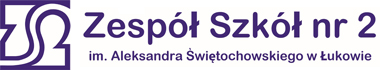 Zespół Szkół nr 2
im. Aleksandra Świętochowskiego w Łukowie